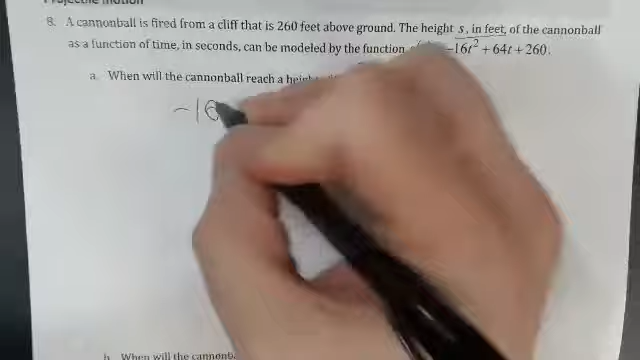 Projectile motion
8. A cannonball is fired from a cliff that is 260 feet above ground. The height s, in feet, of the cannonball
as a function of time, in seconds, can be modeled by the function −16t² + 64t + 260.
a. When will the cannonball reach a height
−16
b. When will the cannonba